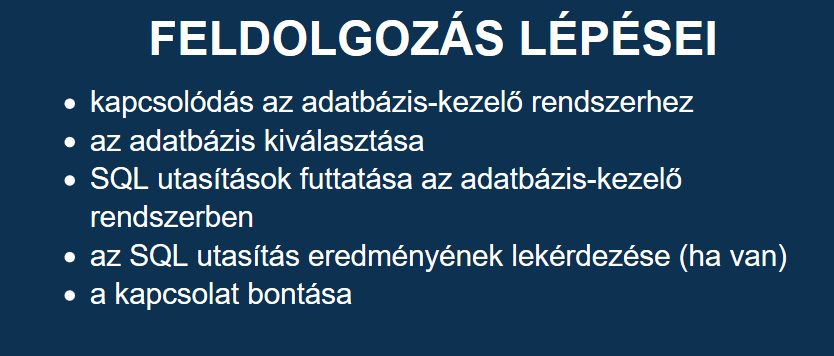 FELDOLGOZÁS LÉPÉSEI
• kapcsolódás az adatbázis-kezelő rendszerhez
• az adatbázis kiválasztása
• SQL utasítások futtatása az adatbázis-kezelő
rendszerben
• az SQL utasítás eredményének lekérdezése (ha van)
• a kapcsolat bontása